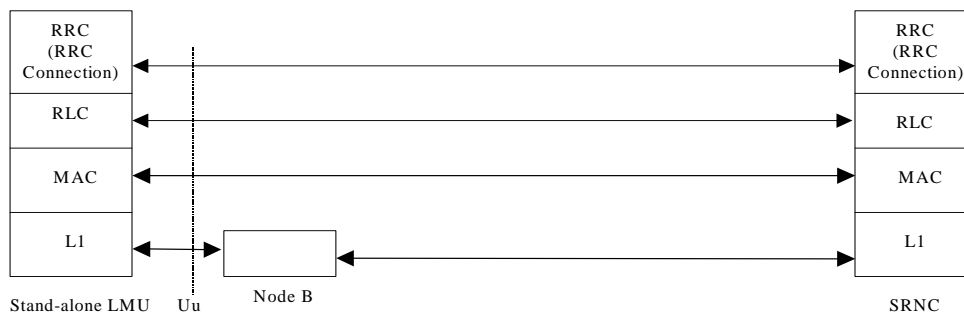 RRC
(RRC
Connection)
RLC
MAC
L1
Stand-alone LMU
Uu
Node B
RRC
(RRC
Connection)
RLC
MAC
L1
SRNC